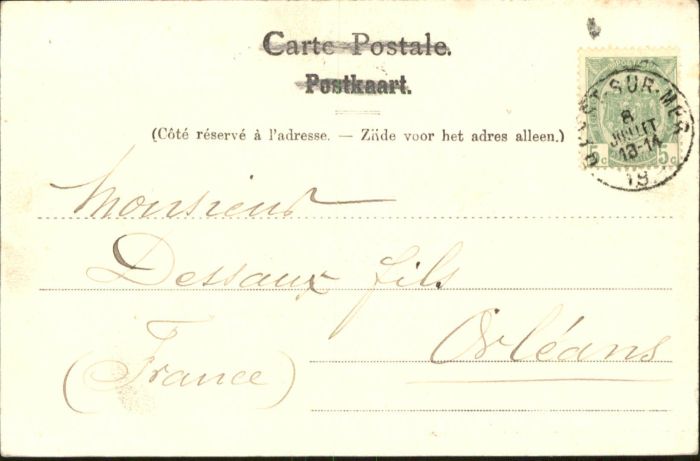 Carte Postale.
Postkaart.
(Côté réservé à l'adresse. — Zijde voor het adres alleen.)
5c 5c
SUR-MER
8
JUILLET
13-14
19
Monsieur
Dessaux fils
Orléans
(France)